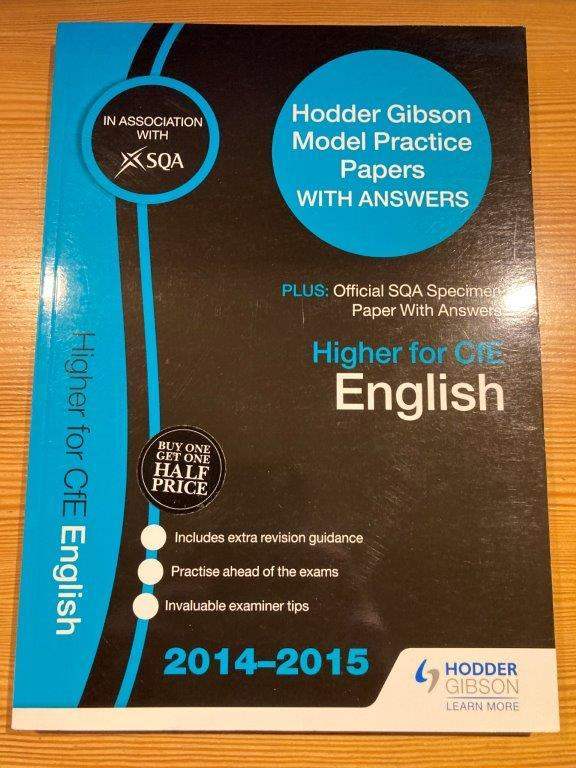 IN ASSOCIATION
WITH
SQA
Hodder Gibson
Model Practice
Papers
WITH ANSWERS
PLUS: Official SQA Specimen
Paper With Answers
Higher for CfE
English
Higher for CfE English
BUY ONE
GET ONE
HALF
PRICE
Includes extra revision guidance
Practise ahead of the exams
Invaluable examiner tips
2014–2015
HODDER
GIBSON
LEARN MORE